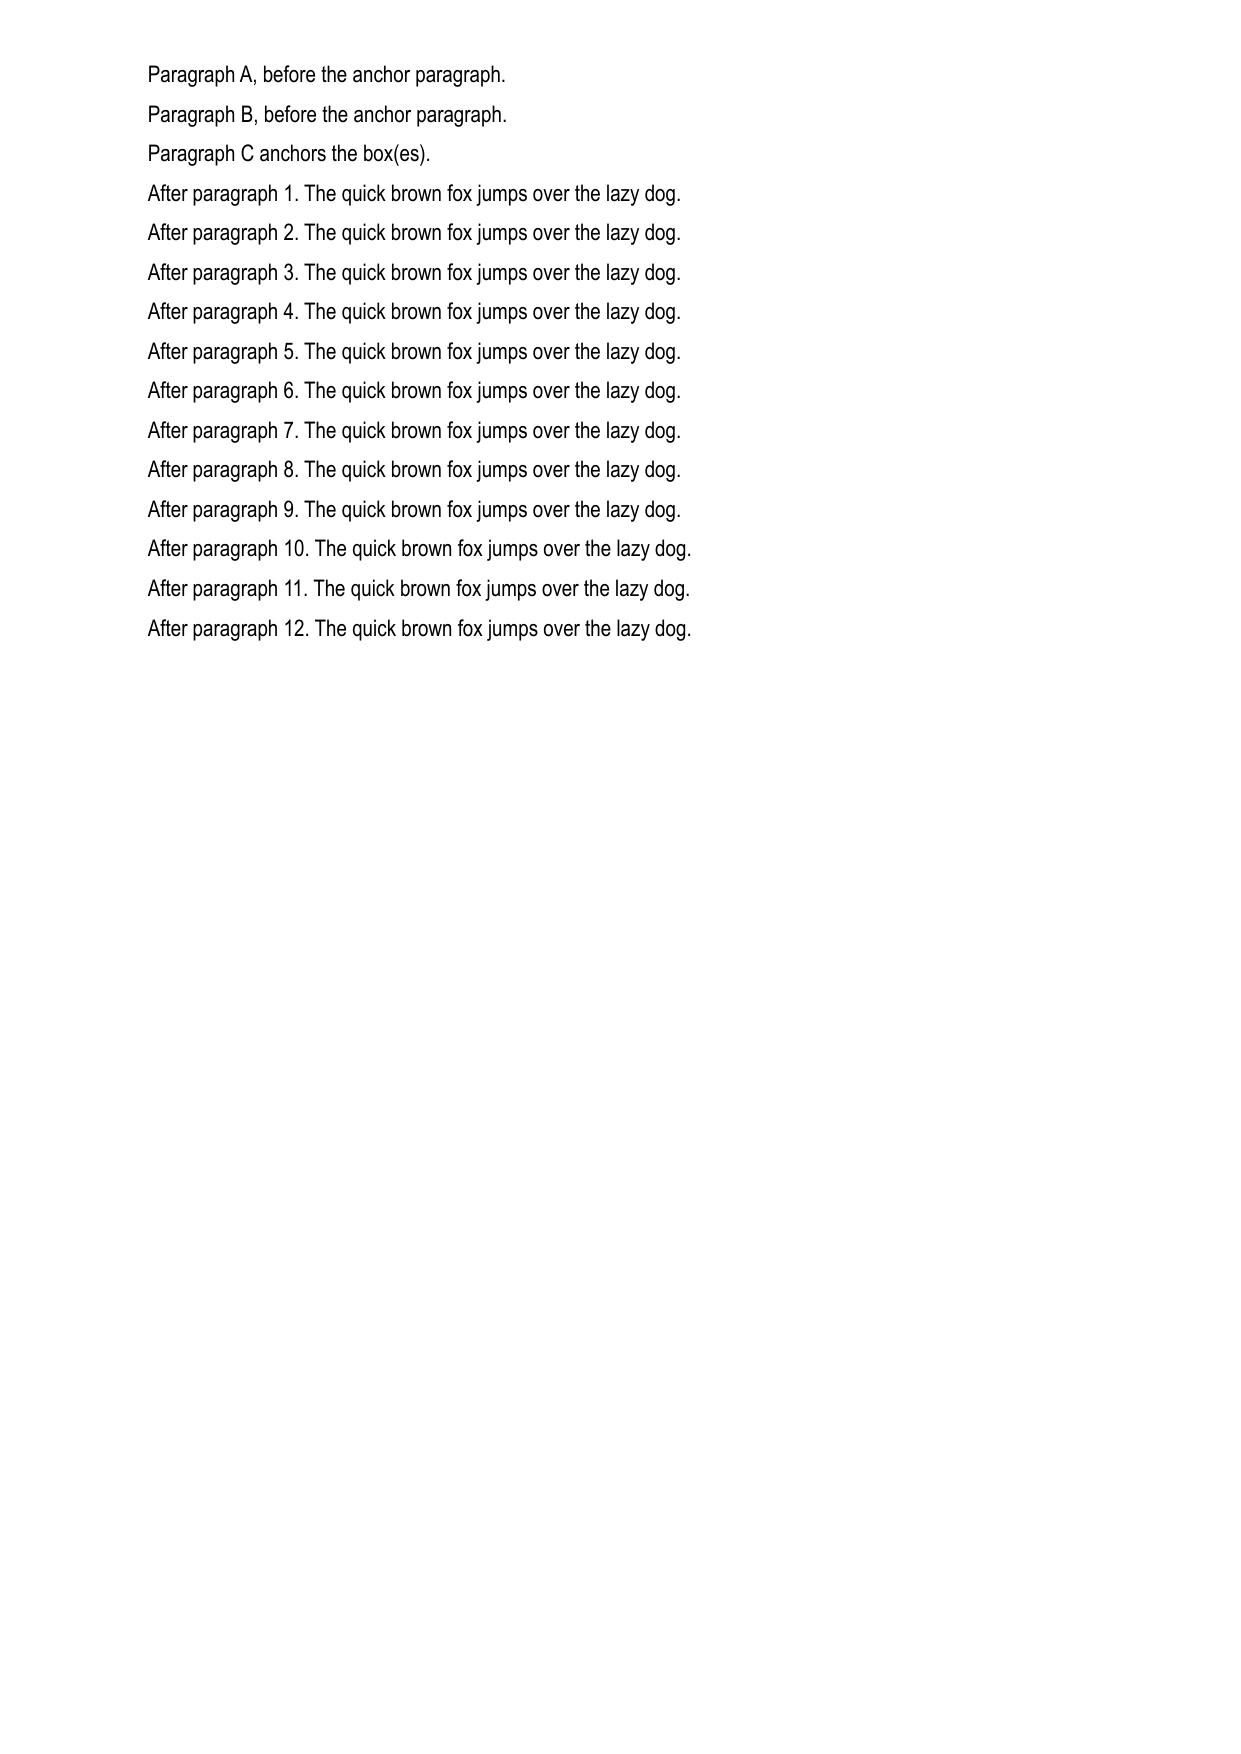 Paragraph A, before the anchor paragraph.
Paragraph B, before the anchor paragraph.
Paragraph C anchors the box(es).
After paragraph 1. The quick brown fox jumps over the lazy dog.
After paragraph 2. The quick brown fox jumps over the lazy dog.
After paragraph 3. The quick brown fox jumps over the lazy dog.
After paragraph 4. The quick brown fox jumps over the lazy dog.
After paragraph 5. The quick brown fox jumps over the lazy dog.
After paragraph 6. The quick brown fox jumps over the lazy dog.
After paragraph 7. The quick brown fox jumps over the lazy dog.
After paragraph 8. The quick brown fox jumps over the lazy dog.
After paragraph 9. The quick brown fox jumps over the lazy dog.
After paragraph 10. The quick brown fox jumps over the lazy dog.
After paragraph 11. The quick brown fox jumps over the lazy dog.
After paragraph 12. The quick brown fox jumps over the lazy dog.